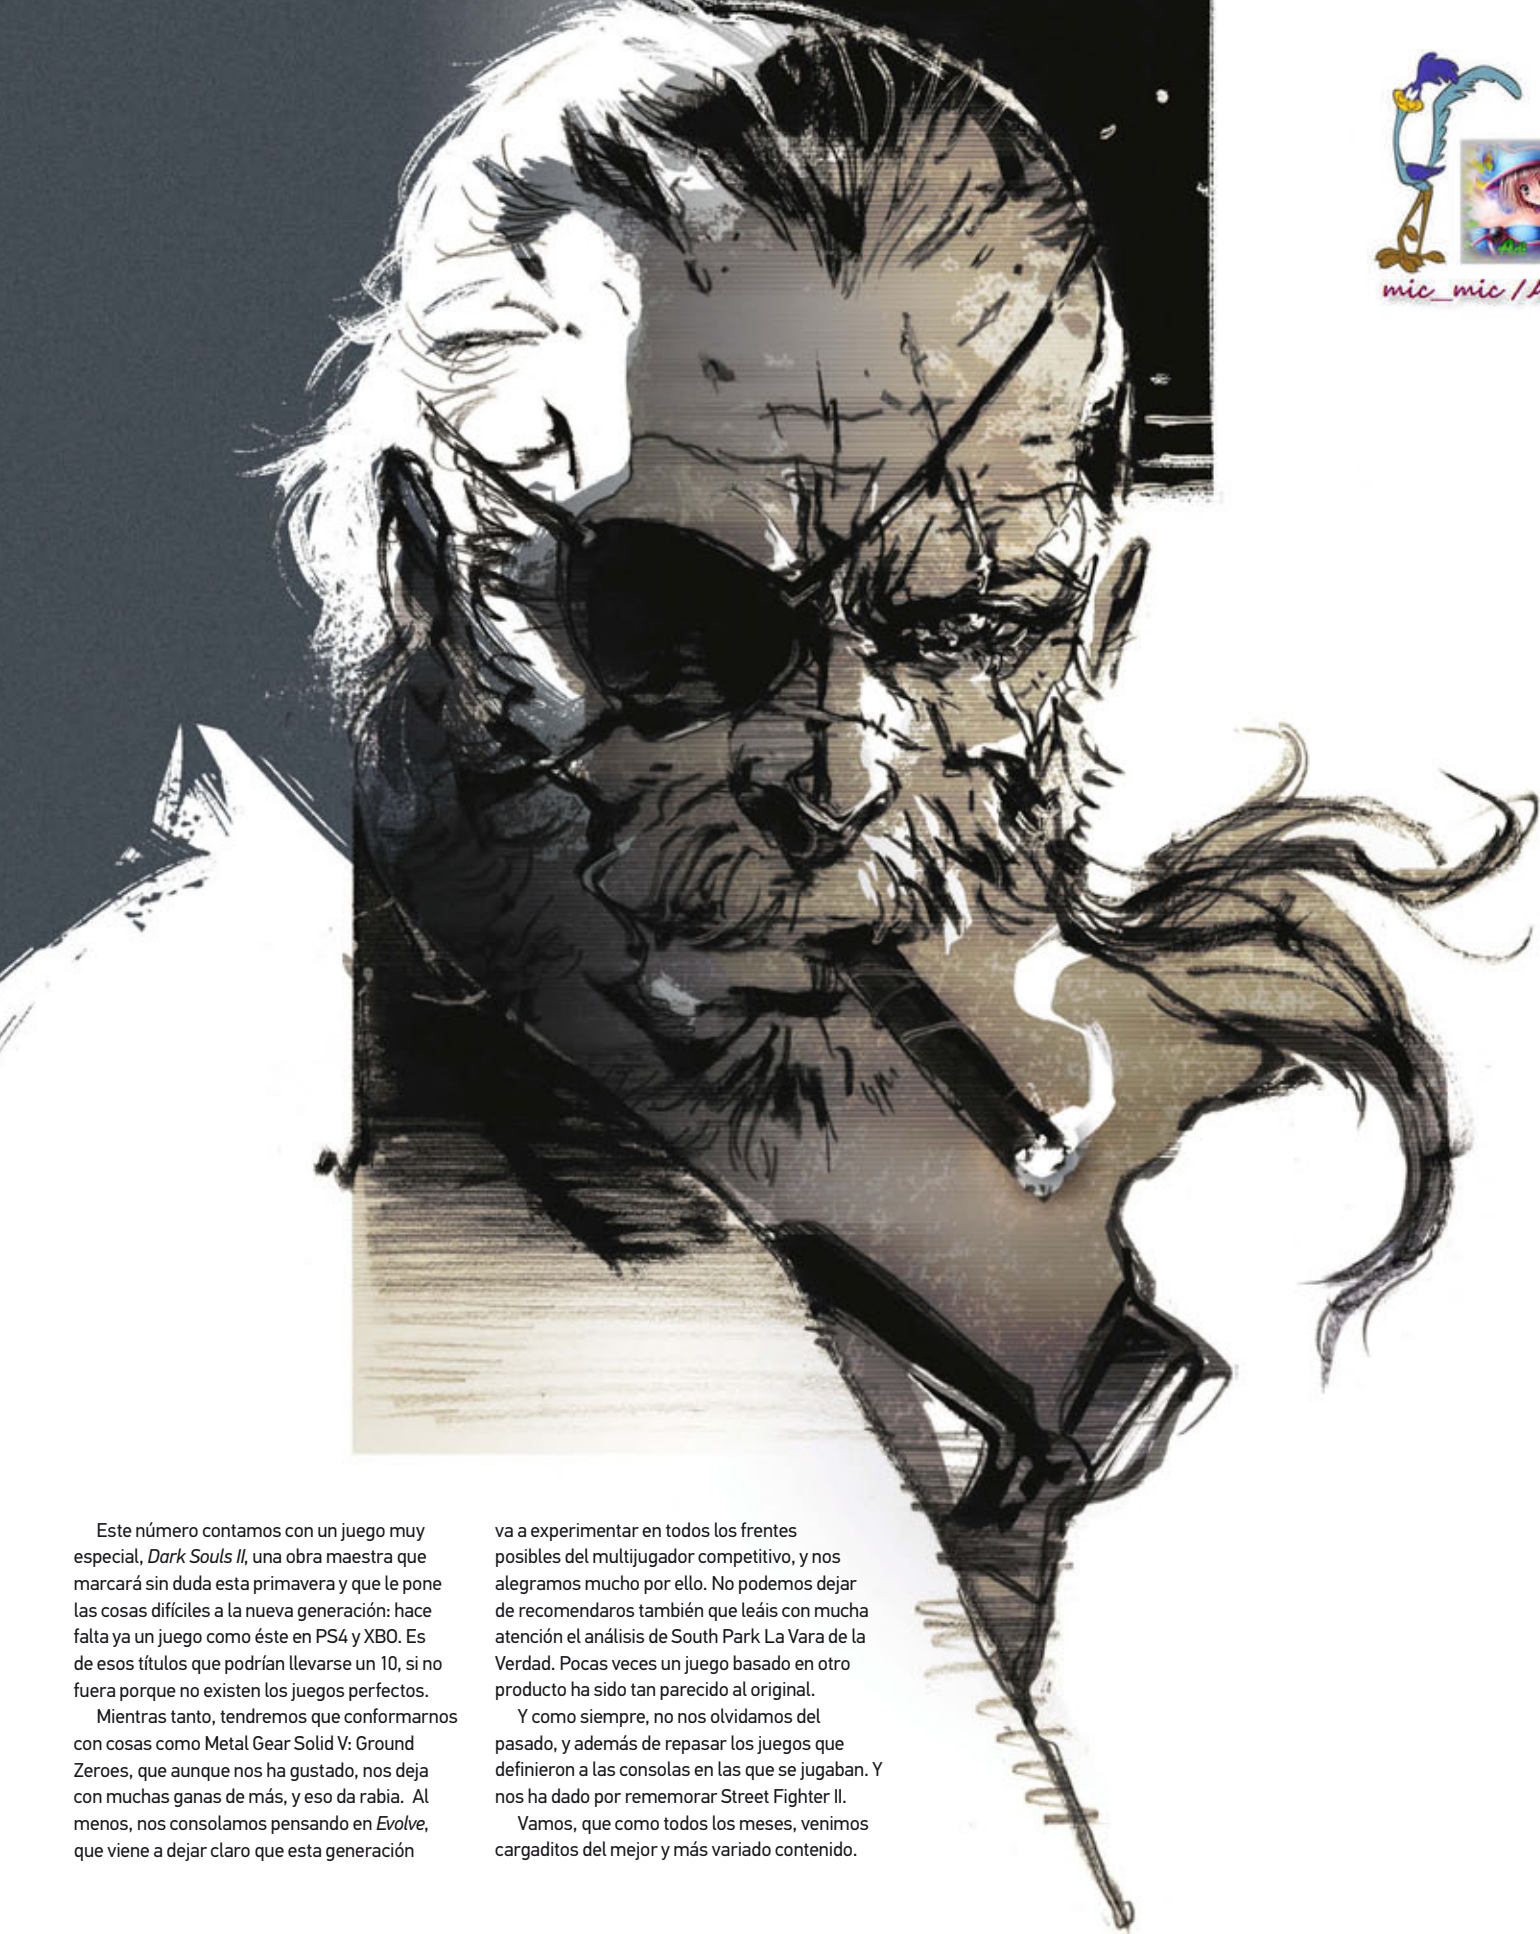 mic_mic /A
Este número contamos con un juego muy
especial, Dark Souls II, una obra maestra que
marcará sin duda esta primavera y que le pone
las cosas difíciles a la nueva generación: hace
falta ya un juego como éste en PS4 y XBO. Es
de esos títulos que podrían llevarse un 10, si no
fuera porque no existen los juegos perfectos.
Mientras tanto, tendremos que conformarnos
con cosas como Metal Gear Solid V: Ground
Zeroes, que aunque nos ha gustado, nos deja
con muchas ganas de más, y eso da rabia. Al
menos, nos consolamos pensando en Evolve,
que viene a dejar claro que esta generación
va a experimentar en todos los frentes
posibles del multijugador competitivo, y nos
alegramos mucho por ello. No podemos dejar
de recomendaros también que leáis con mucha
atención el análisis de South Park La Vara de la
Verdad. Pocas veces un juego basado en otro
producto ha sido tan parecido al original.
Y como siempre, no nos olvidamos del
pasado, y además de repasar los juegos que
definieron a las consolas en las que se jugaban. Y
nos ha dado por rememorar Street Fighter II.
Vamos, que como todos los meses, venimos
cargaditos del mejor y más variado contenido.